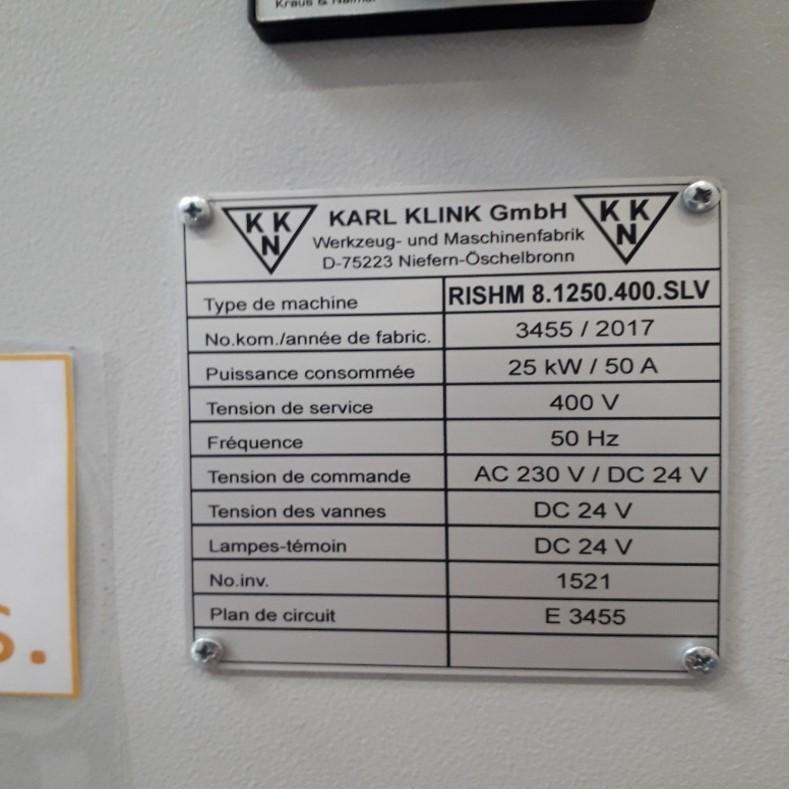 Kraus & Naimer
K K
N
KARL KLINK GmbH
K K
N
Werkzeug- und Maschinenfabrik
D-75223 Niefern-Öschelbronn
Type de machine RISHM 8.1250.400.SLV
No.kom./année de fabric. 3455 / 2017
Puissance consommée 25 kW / 50 A
Tension de service 400 V
Fréquence 50 Hz
Tension de commande AC 230 V / DC 24 V
Tension des vannes DC 24 V
Lampes-témoin DC 24 V
No.inv. 1521
Plan de circuit E 3455
s.